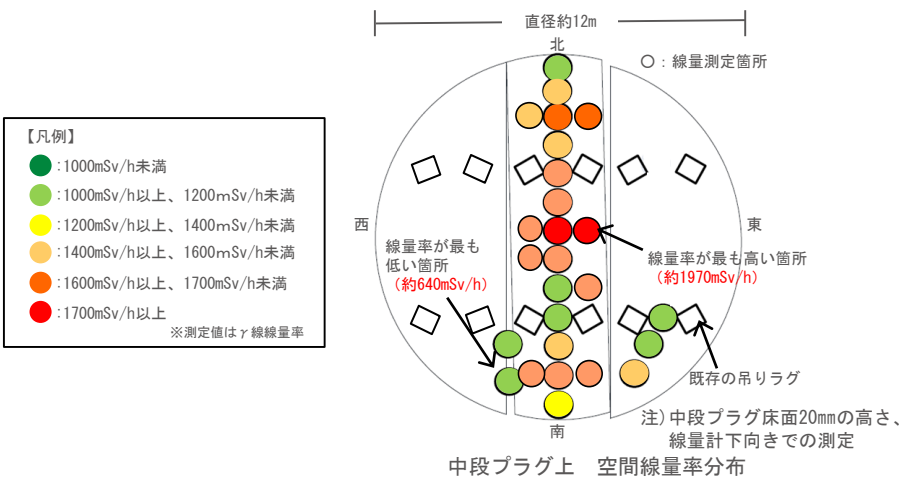 直径約12m
北
○：線量測定箇所
【凡例】
:1000mSv/h未満
:1000mSv/h以上、1200mSv/h未満
:1200mSv/h以上、1400mSv/h未満
:1400mSv/h以上、1600mSv/h未満
:1600mSv/h以上、1700mSv/h未満
:1700mSv/h以上
※測定値はγ線線量率
西
東
線量率が最も
低い箇所
（約640mSv/h）
線量率が最も高い箇所
（約1970mSv/h）
既存の吊りラグ
南
注）中段プラグ床面20mmの高さ、
線量計下向きでの測定
中段プラグ上　空間線量率分布